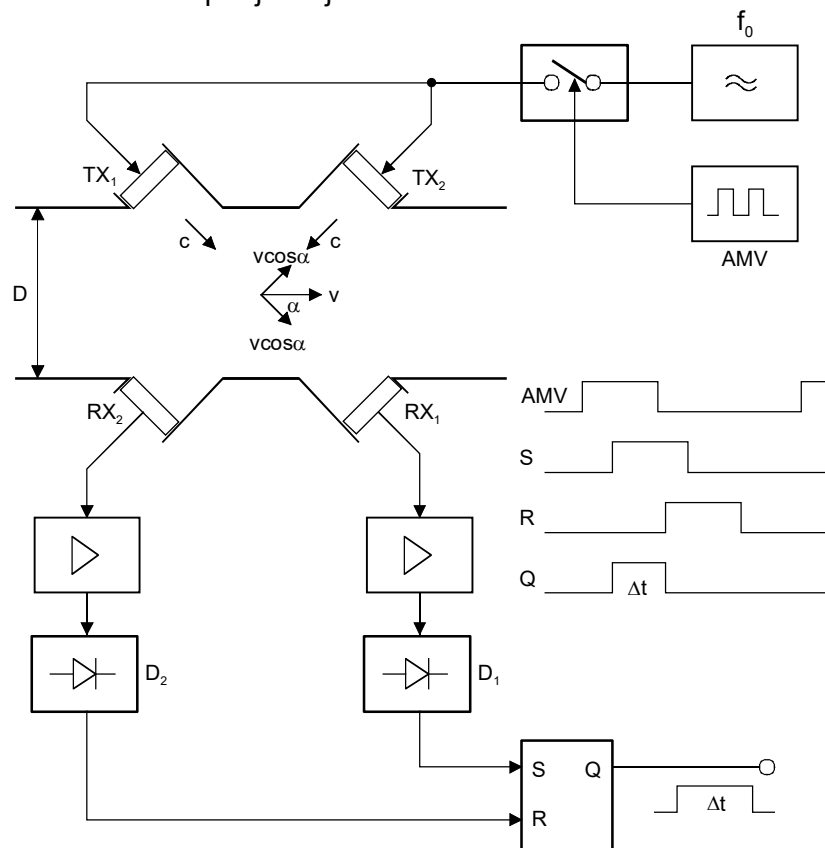 f₀
TX₁
TX₂
AMV
c
c
vcosα
D
v
α
vcosα
RX₂
RX₁
AMV
S
R
Q
Δt
D₂
D₁
S
Q
R
Δt